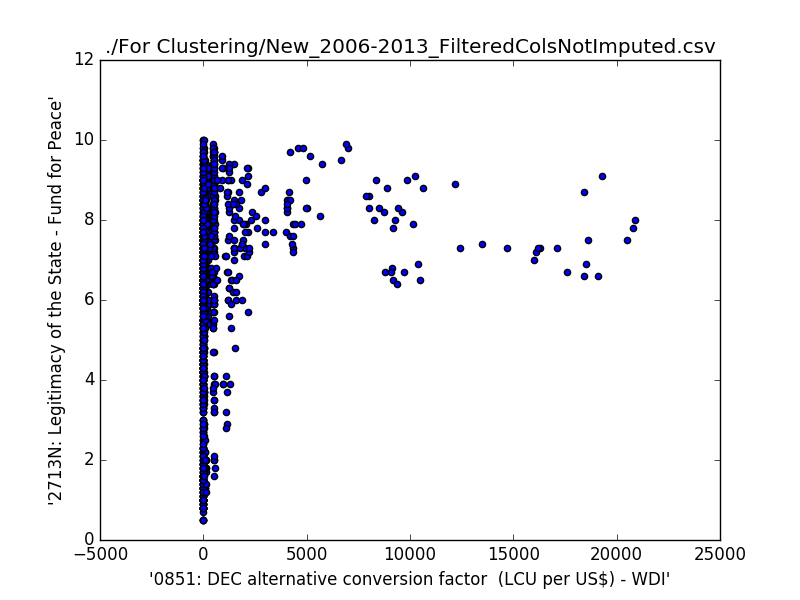 ./For Clustering/New_2006-2013_FilteredColsNotImputed.csv
12
10
8
6
4
2
0
'2713N: Legitimacy of the State - Fund for Peace'
−5000 0 5000 10000 15000 20000 25000
'0851: DEC alternative conversion factor  (LCU per US$) - WDI'